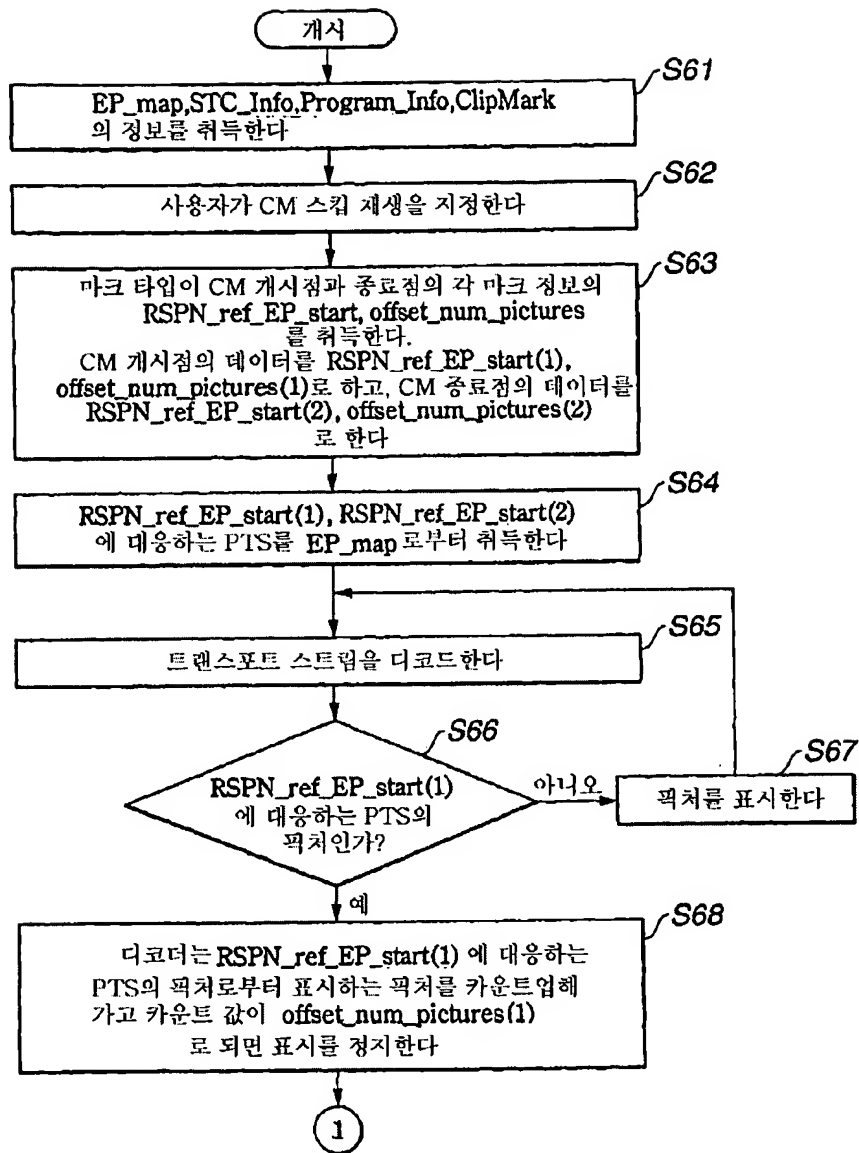 개시
S61
EP_map,STC_Info,Program_Info,ClipMark
의 정보를 취득한다
S62
사용자가 CM 스킵 재생을 지정한다
S63
마크 타입이 CM 개시점과 종료점의 각 마크 정보의
RSPN_ref_EP_start, offset_num_pictures
를 취득한다.
CM 개시점의 데이터를 RSPN_ref_EP_start(1),
offset_num_pictures(1)로 하고, CM 종료점의 데이터를
RSPN_ref_EP_start(2), offset_num_pictures(2)
로 한다
S64
RSPN_ref_EP_start(1), RSPN_ref_EP_start(2)
에 대응하는 PTS를 EP_map로부터 취득한다
S65
트랜스포트 스트림을 디코드한다
S66
RSPN_ref_EP_start(1)
에 대응하는 PTS의
픽처인가?
아니오
S67
픽처를 표시한다
예
S68
디코더는 RSPN_ref_EP_start(1) 에 대응하는
PTS의 픽처로부터 표시하는 픽처를 카운트업해
가고 카운트 값이 offset_num_pictures(1)
로 되면 표시를 정지한다
1